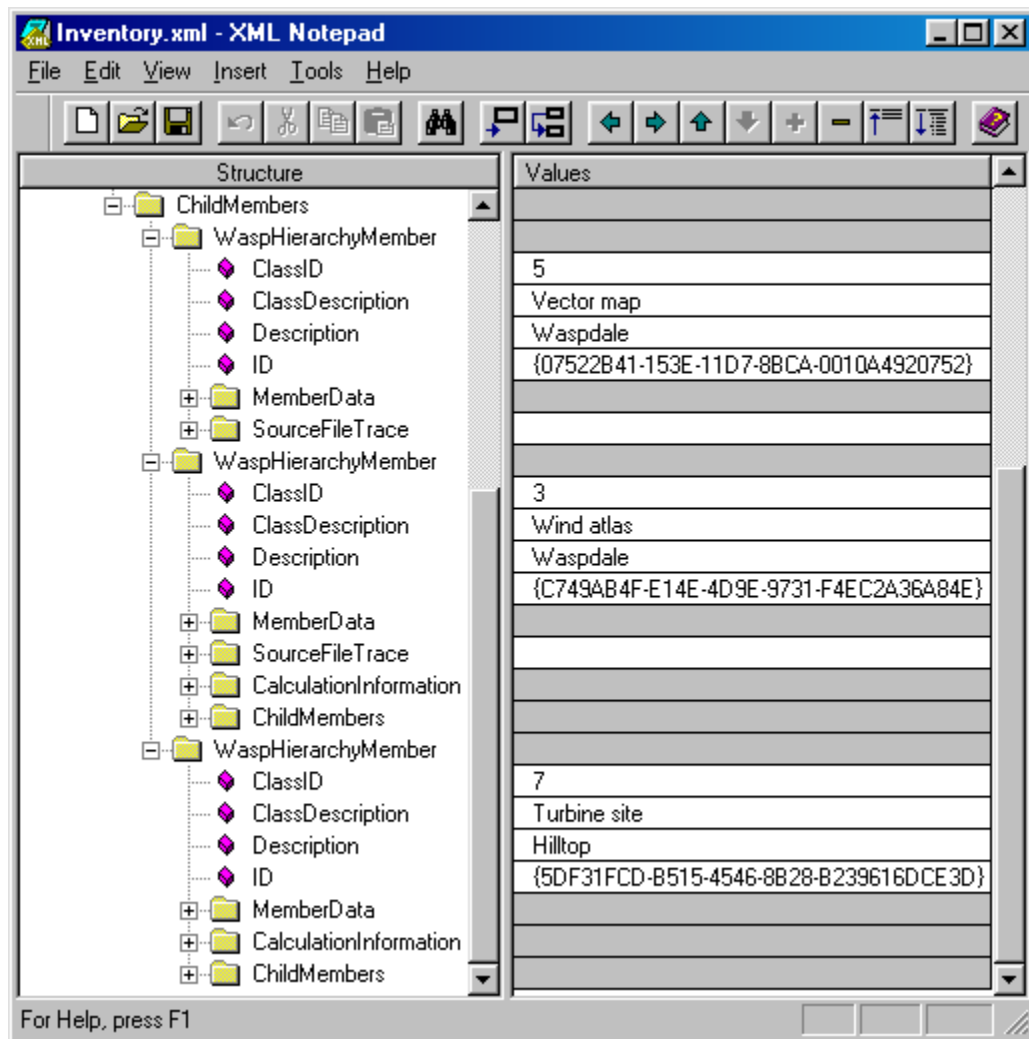 Inventory.xml - XML Notepad
File Edit View Insert Tools Help
Structure Values
ChildMembers
WaspHierarchyMember
ClassID 5
ClassDescription Vector map
Description Waspdale
ID {07522B41-153E-11D7-8BCA-0010A4920752}
MemberData
SourceFileTrace
WaspHierarchyMember
ClassID 3
ClassDescription Wind atlas
Description Waspdale
ID {C749AB4F-E14E-4D9E-9731-F4EC2A36A84E}
MemberData
SourceFileTrace
CalculationInformation
ChildMembers
WaspHierarchyMember
ClassID 7
ClassDescription Turbine site
Description Hilltop
ID {5DF31FCD-B515-4546-8B28-B239616DCE3D}
MemberData
CalculationInformation
ChildMembers
For Help, press F1